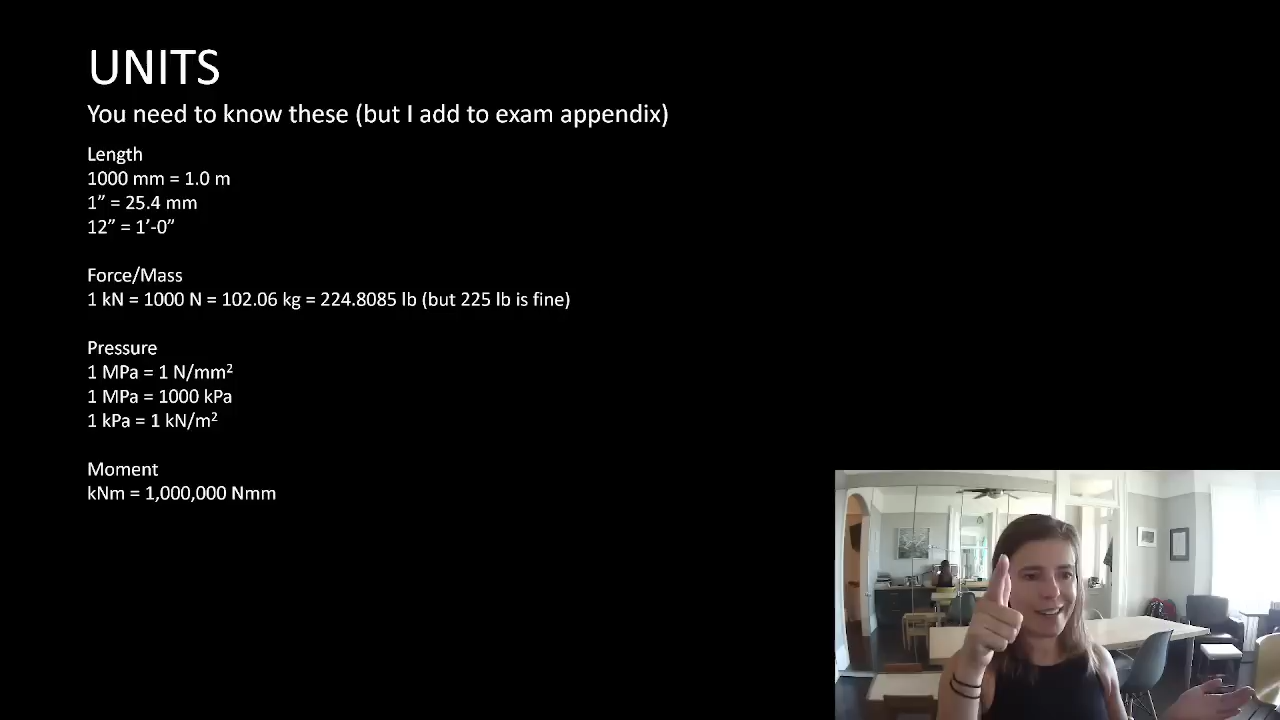 UNITS
You need to know these (but I add to exam appendix)
Length
1000 mm = 1.0 m
1” = 25.4 mm
12” = 1’-0”
Force/Mass
1 kN = 1000 N = 102.06 kg = 224.8085 lb (but 225 lb is fine)
Pressure
1 MPa = 1 N/mm²
1 MPa = 1000 kPa
1 kPa = 1 kN/m²
Moment
kNm = 1,000,000 Nmm